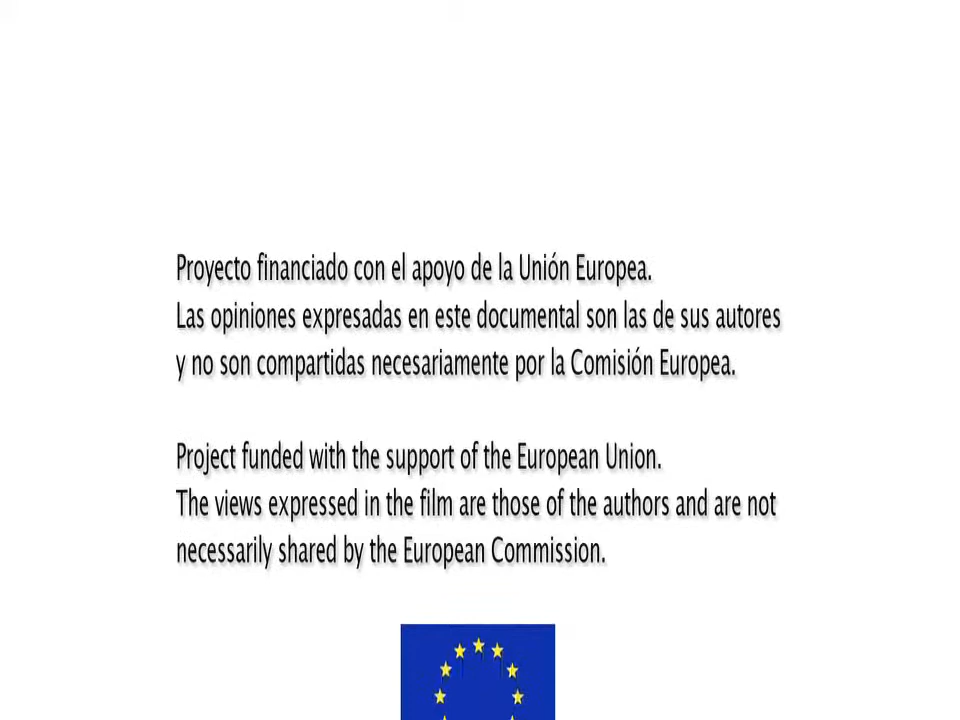 Proyecto financiado con el apoyo de la Unión Europea.
Las opiniones expresadas en este documental son las de sus autores
y no son compartidas necesariamente por la Comisión Europea.
Project funded with the support of the European Union.
The views expressed in the film are those of the authors and are not
necessarily shared by the European Commission.